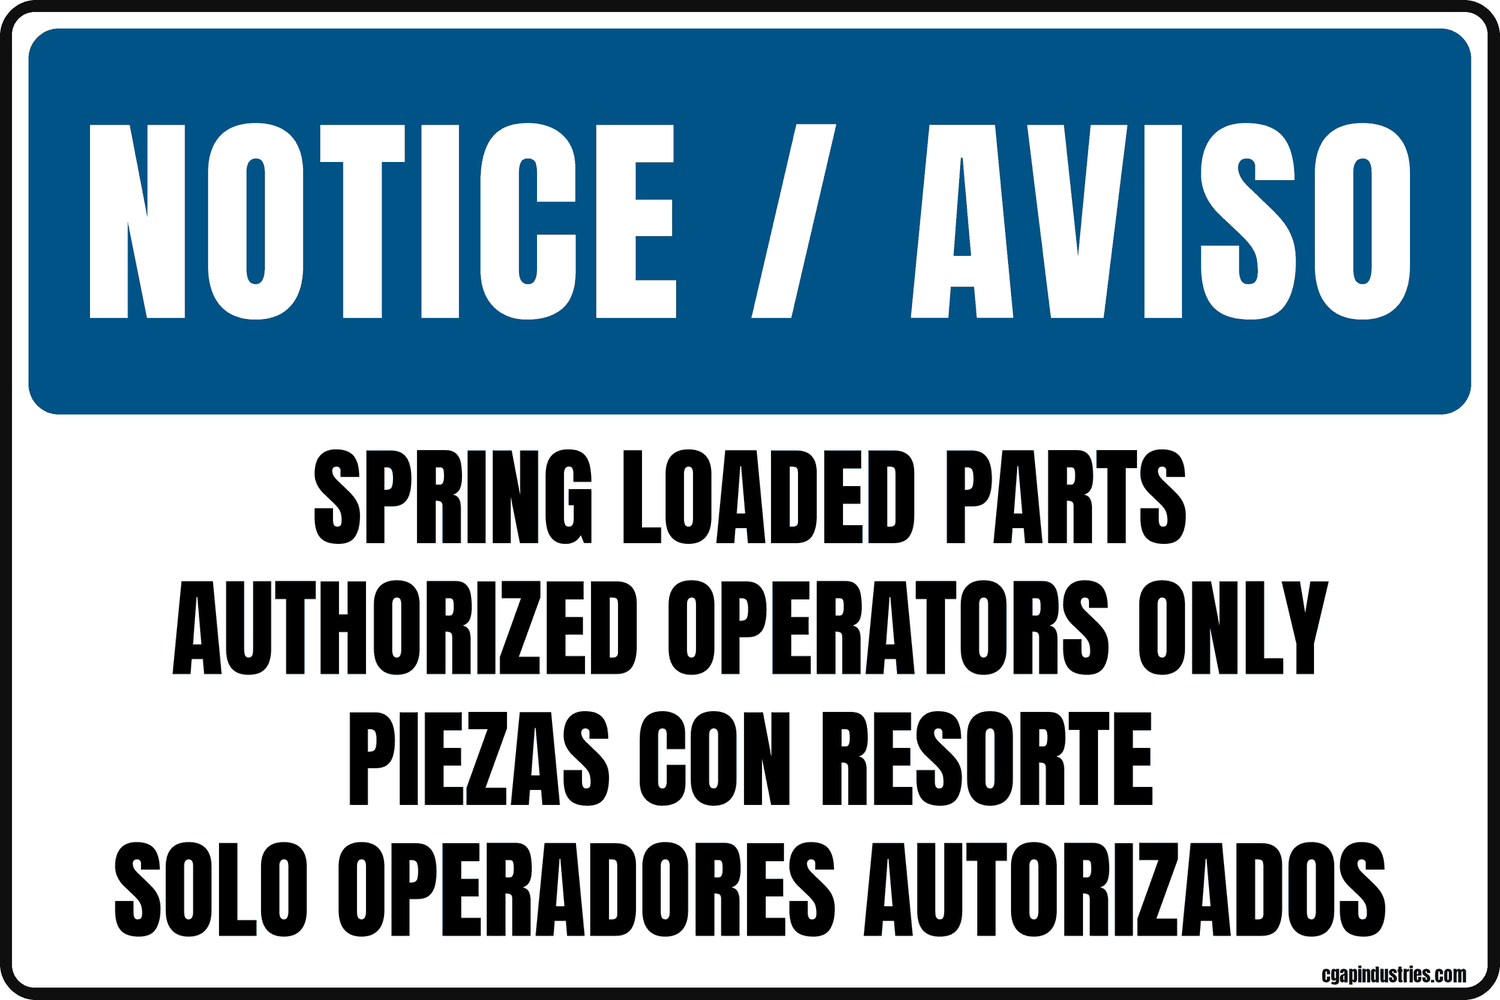 NOTICE / AVISO
SPRING LOADED PARTS
AUTHORIZED OPERATORS ONLY
PIEZAS CON RESORTE
SOLO OPERADORES AUTORIZADOS
cgapindustries.com